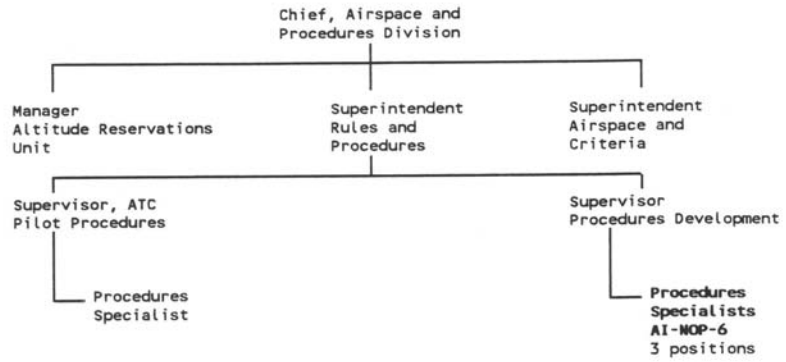 Chief, Airspace and
Procedures Division
Manager
Altitude Reservations
Unit
Superintendent
Rules and
Procedures
Superintendent
Airspace and
Criteria
Supervisor, ATC
Pilot Procedures
Supervisor
Procedures Development
Procedures
Specialist
Procedures
Specialists
AI-NOP-6
3 positions